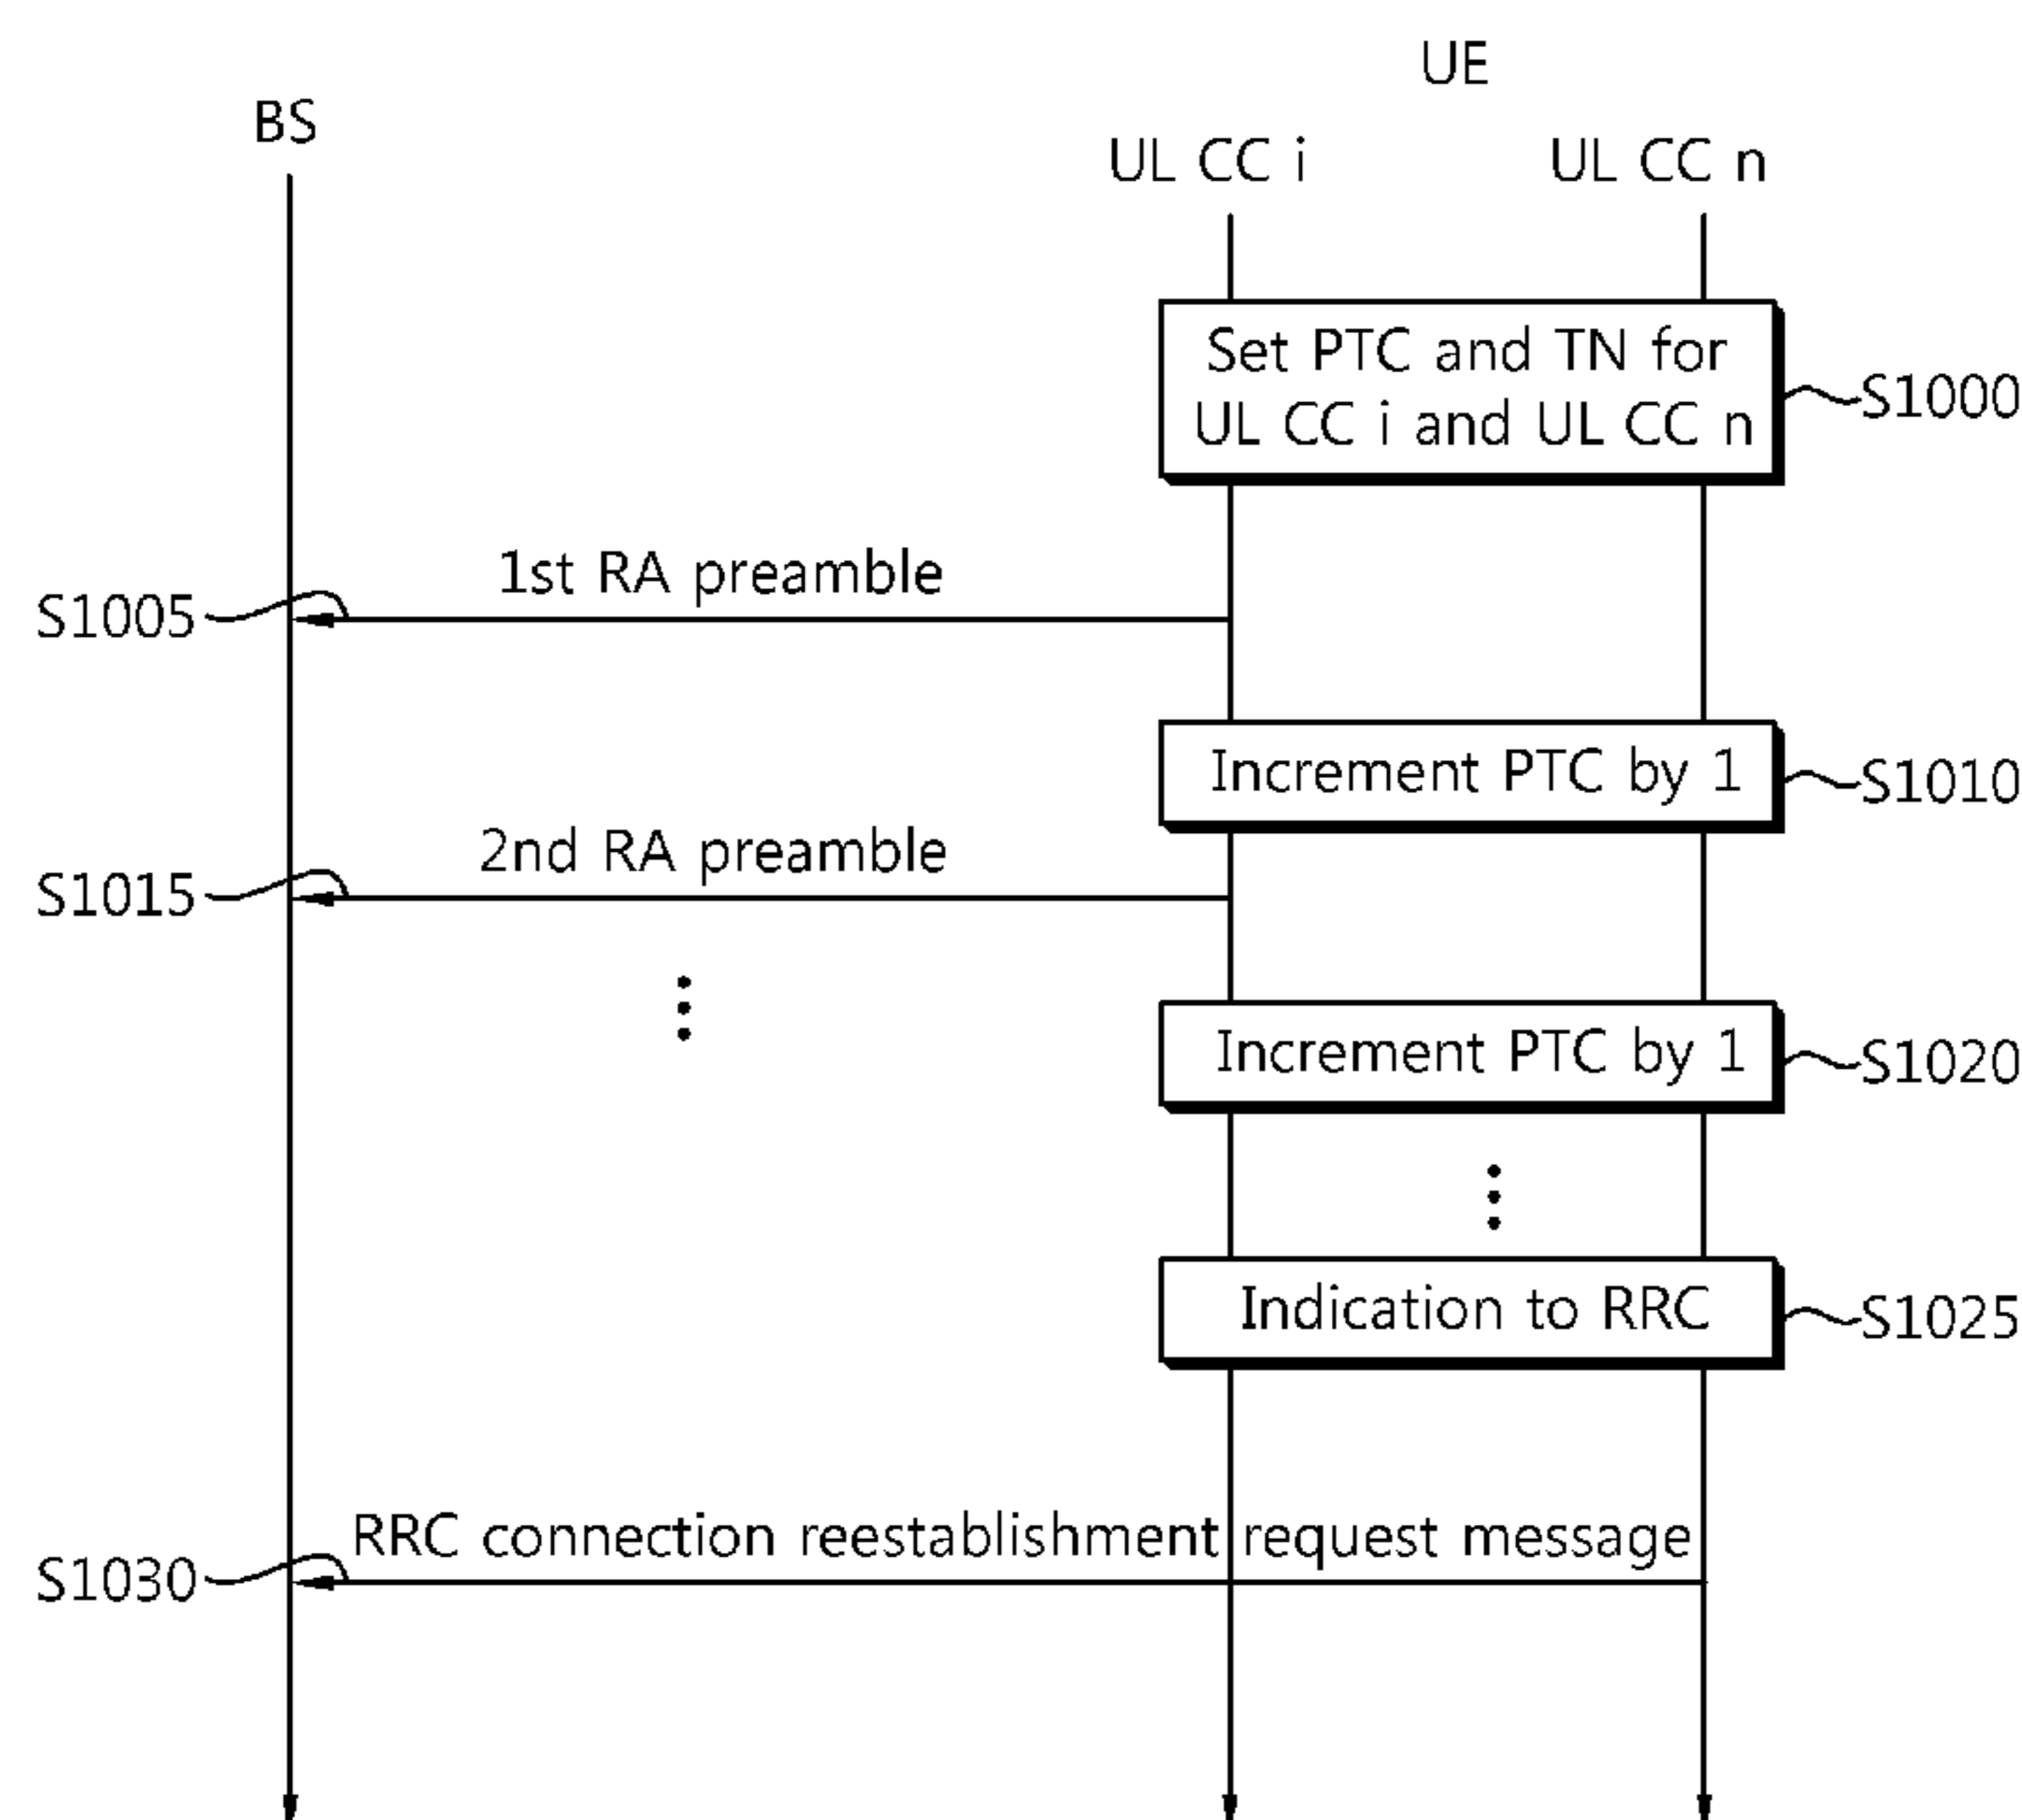 UE
BS
UL CC i
UL CC n
Set PTC and TN for
UL CC i and UL CC n
S1000
1st RA preamble
S1005
Increment PTC by 1
S1010
2nd RA preamble
S1015
Increment PTC by 1
S1020
Indication to RRC
S1025
RRC connection reestablishment request message
S1030